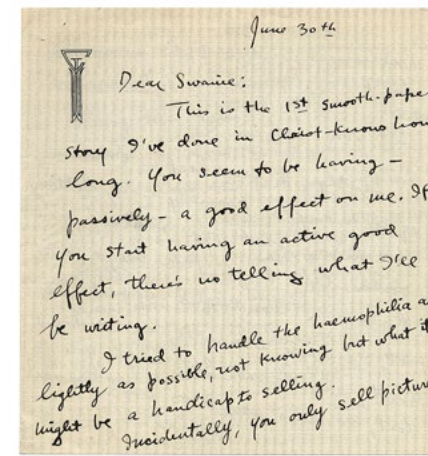 June 30th
Dear Swanie:
This is the 1st smooth-pape
story I've done in Christ-knows how
long. You seem to be having –
passively – a good effect on me. If
you start having an active good
effect, there's no telling what I'll
be writing.
I tried to handle the haemophilia a
lightly as possible, not knowing but what it
might be a handicap to selling.
Incidentally, you only sell pictur